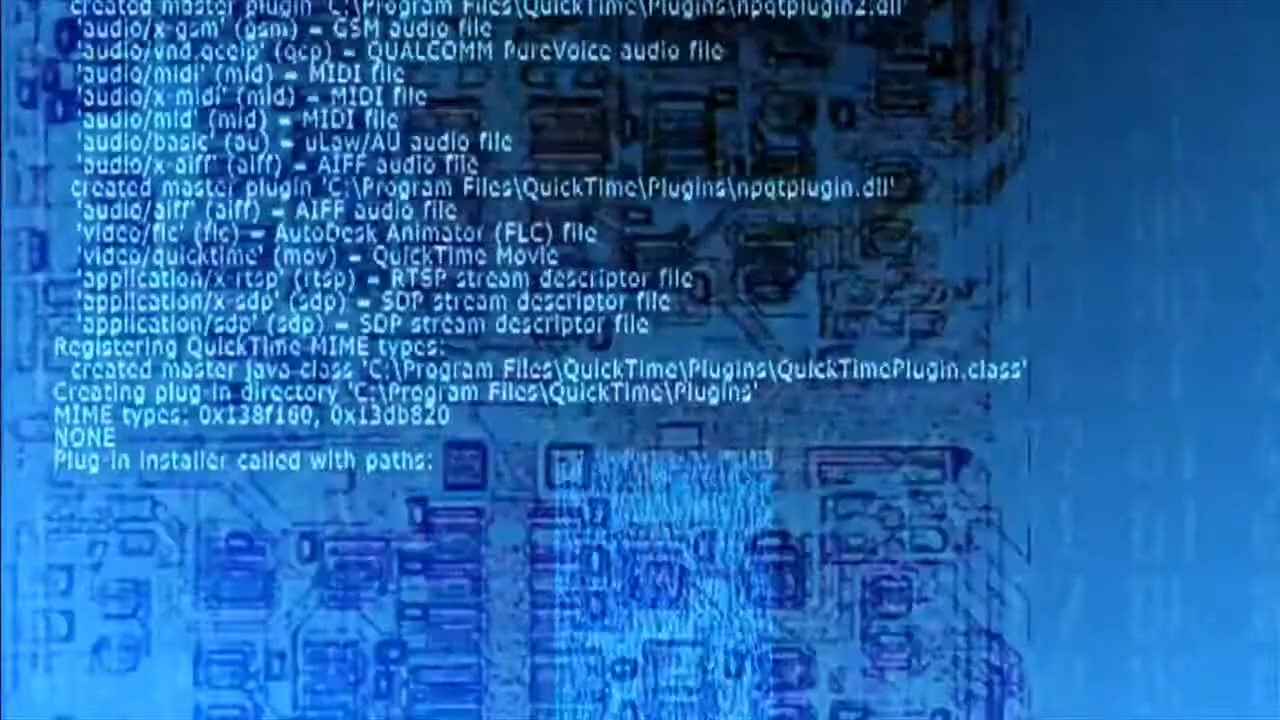 created master plugin 'C:\Program Files\QuickTime\Plugins\npqtplugin2.dll'
'audio/x-gsm' (gsm) - GSM audio file
'audio/vnd.qcelp' (qcp) - QUALCOMM PureVoice audio file
'audio/midi' (mid) - MIDI file
'audio/x-midi' (mid) - MIDI file
'audio/mid' (mid) - MIDI file
'audio/basic' (au) - uLaw/AU audio file
'audio/x-aiff' (aiff) - AIFF audio file
created master plugin 'C:\Program Files\QuickTime\Plugins\npqtplugin.dll'
'audio/aiff' (aiff) - AIFF audio file
'video/flc' (flc) - AutoDesk Animator (FLC) file
'video/quicktime' (mov) - QuickTime Movie
'application/x-rtsp' (rtsp) - RTSP stream descriptor file
'application/x-sdp' (sdp) - SDP stream descriptor file
'application/sdp' (sdp) - SDP stream descriptor file
Registering QuickTime MIME types:
created master java-class 'C:\Program Files\QuickTime\Plugins\QuickTimePlugin.class'
Creating plug-in directory 'C:\Program Files\QuickTime\Plugins'
MIME types: 0x138f160, 0x13db820
NONE
Plug-in installer called with paths: